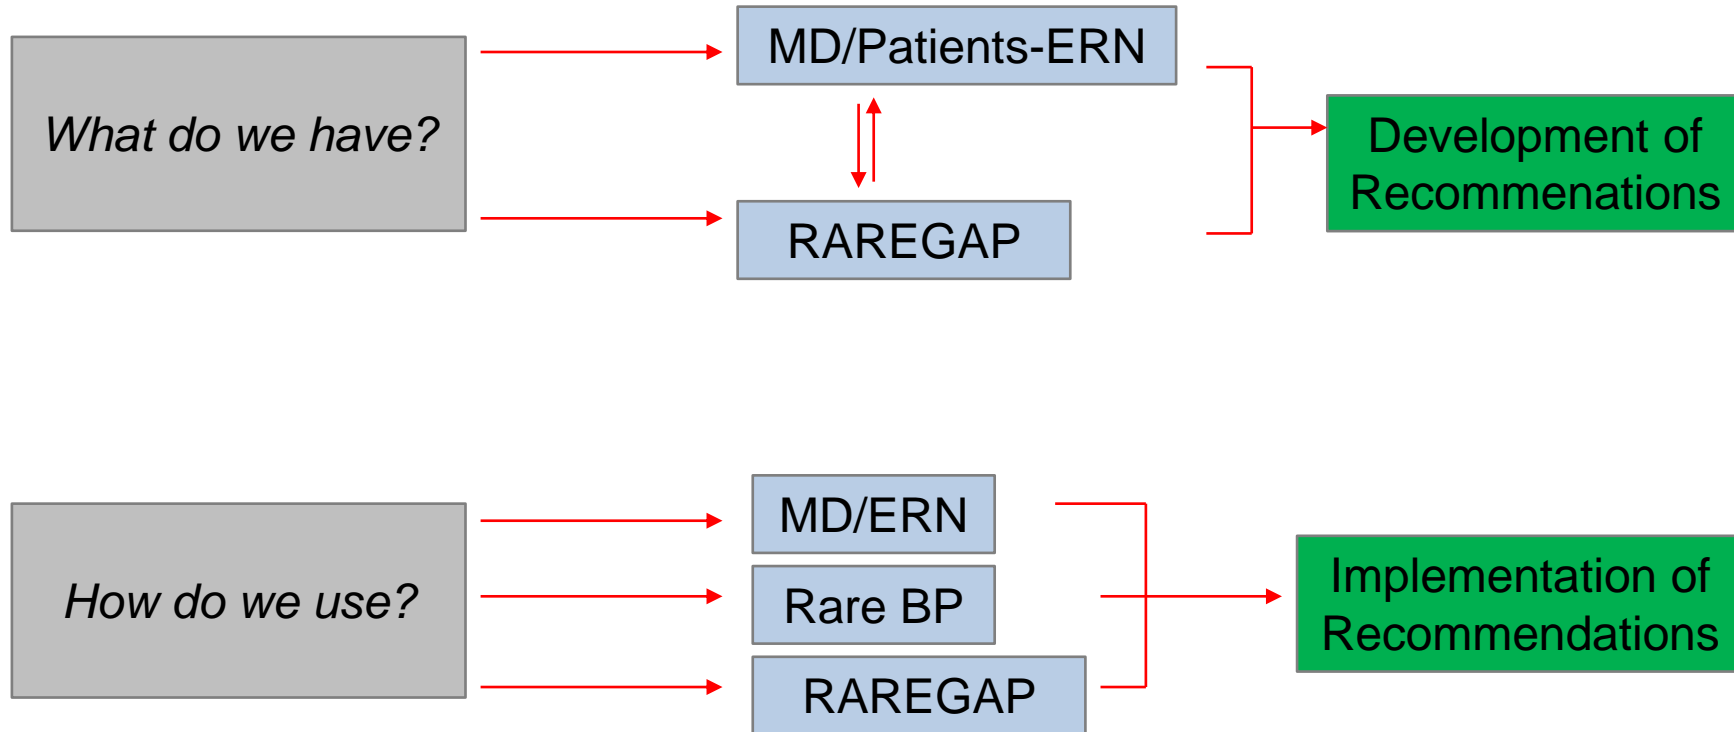 MD/Patients-ERN
What do we have?
RAREGAP
Development of
Recommenations
MD/ERN
How do we use?
Rare BP
RAREGAP
Implementation of
Recommendations